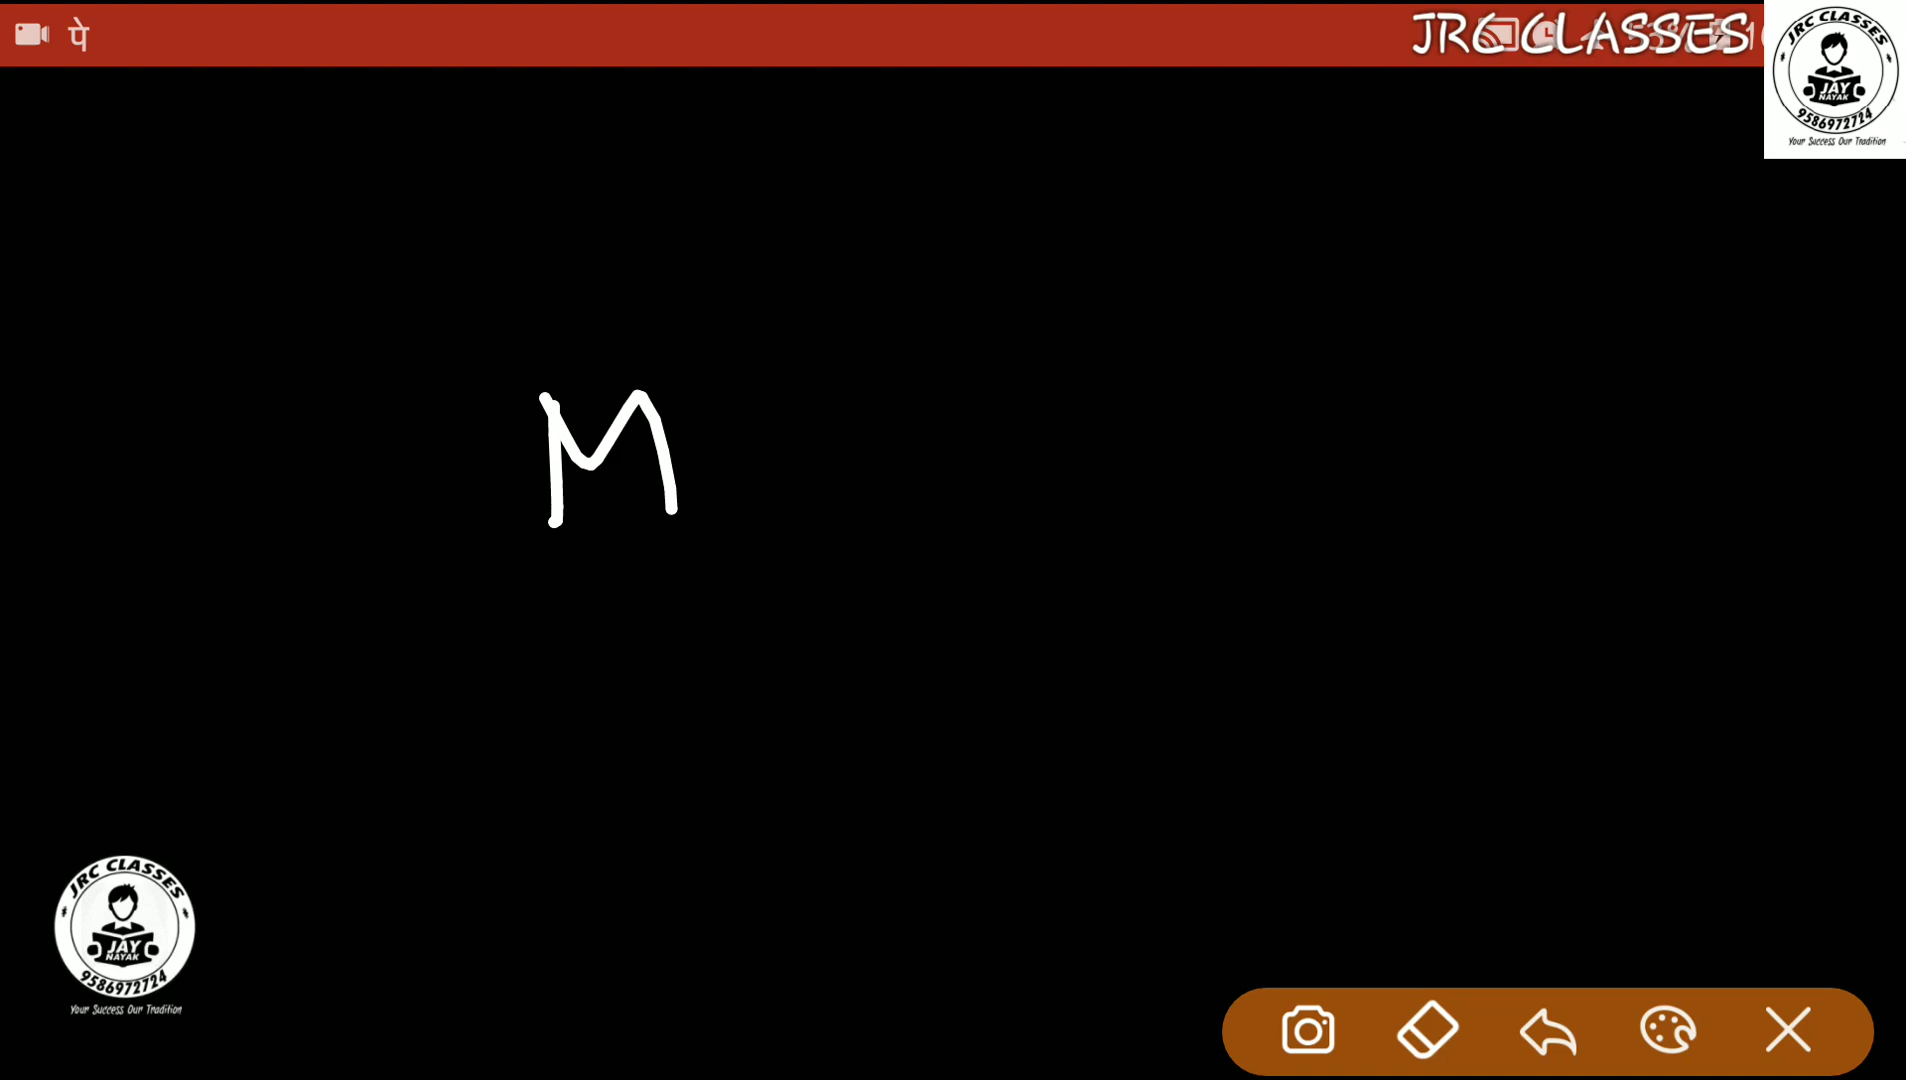 पे
JRC CLASSES
JRC CLASSES
JAY
NAYAK
9586972724
Your Success Our Tradition
M
JRC CLASSES
JAY
NAYAK
9586972724
Your Success Our Tradition